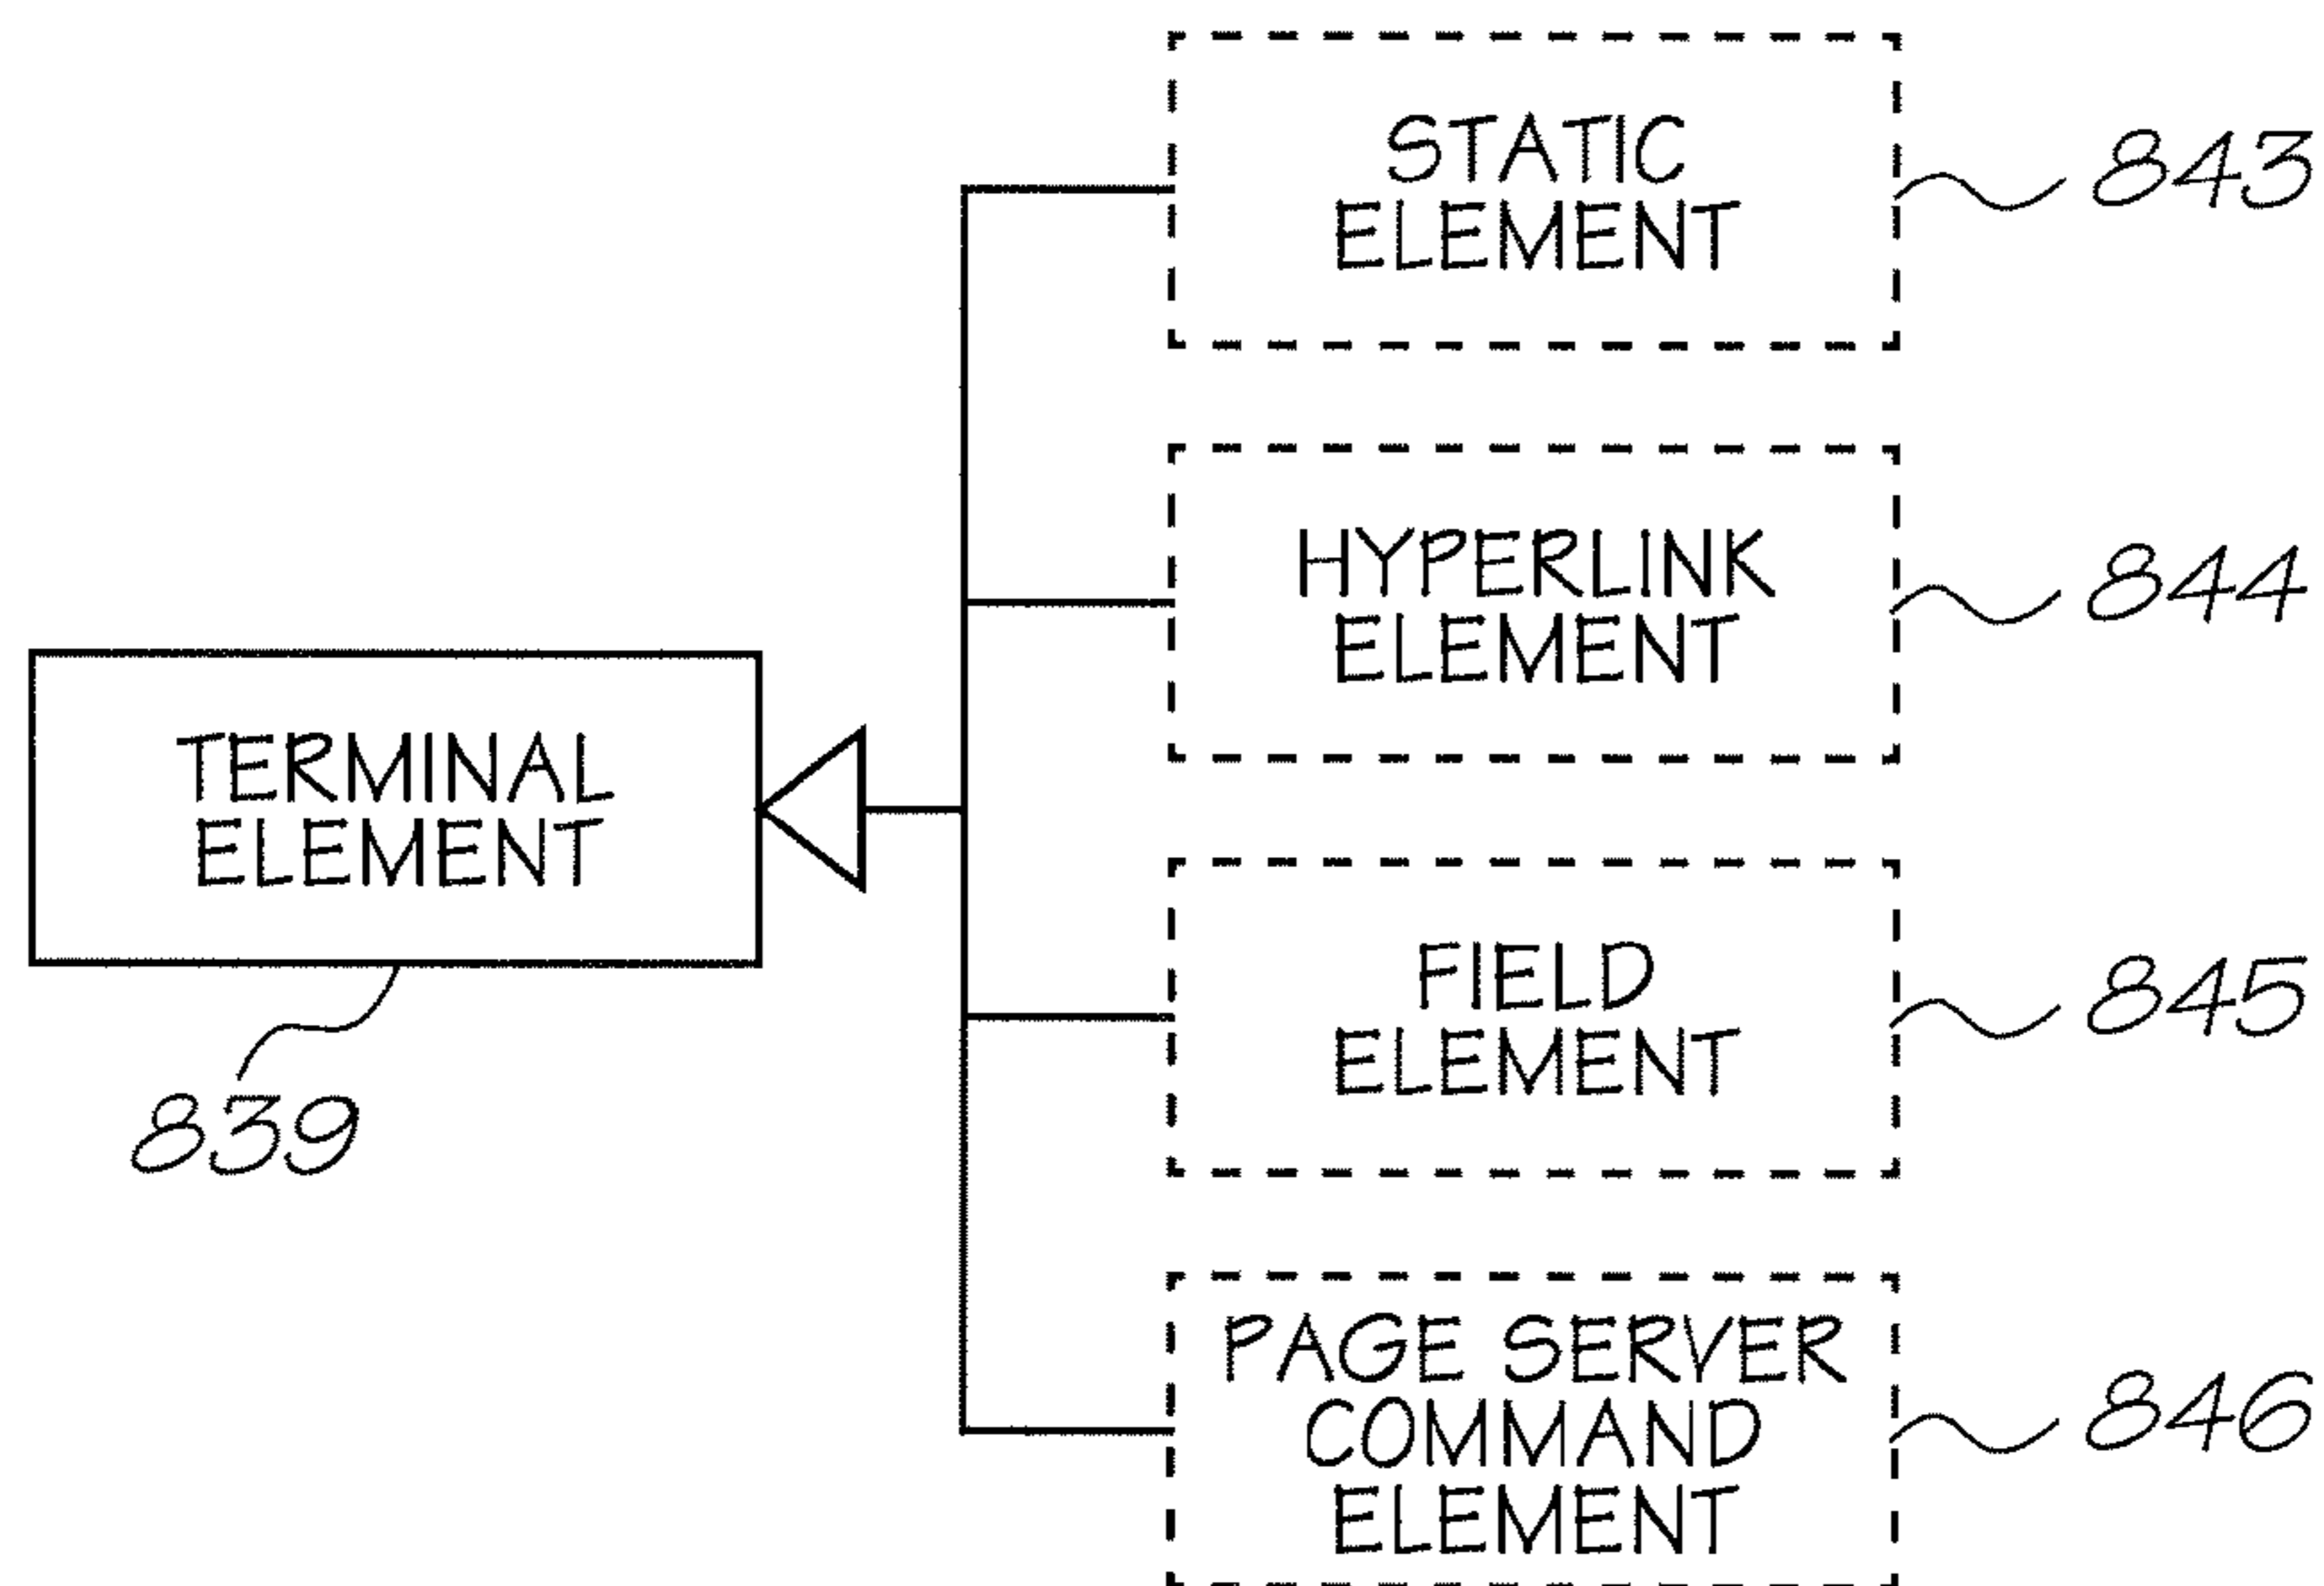 STATIC
ELEMENT
843
HYPERLINK
ELEMENT
844
TERMINAL
ELEMENT
839
FIELD
ELEMENT
845
PAGE SERVER
COMMAND
ELEMENT
846